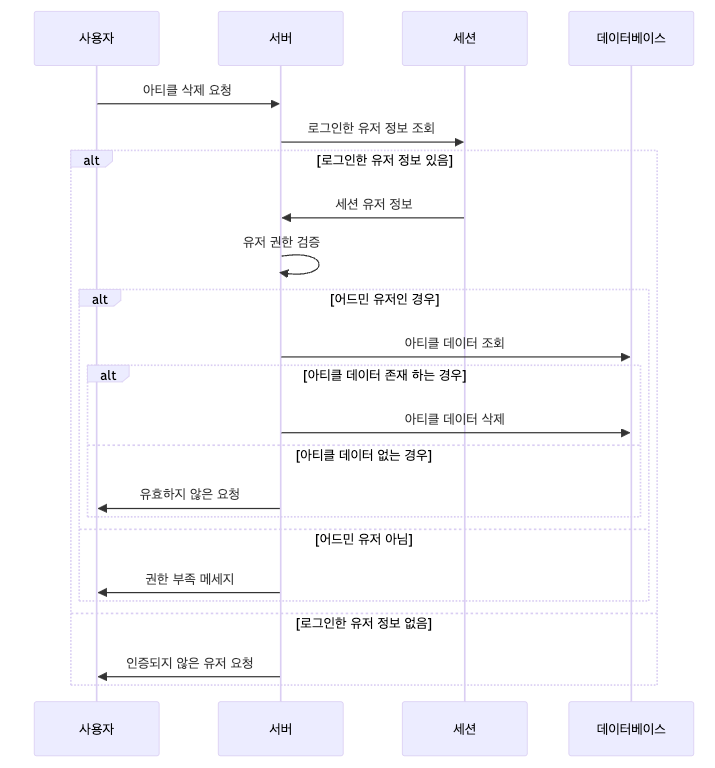 사용자
서버
세션
데이터베이스
아티클 삭제 요청
로그인한 유저 정보 조회
alt
[로그인한 유저 정보 있음]
세션 유저 정보
유저 권한 검증
alt
[어드민 유저인 경우]
아티클 데이터 조회
alt
[아티클 데이터 존재 하는 경우]
아티클 데이터 삭제
[아티클 데이터 없는 경우]
유효하지 않은 요청
[어드민 유저 아님]
권한 부족 메세지
[로그인한 유저 정보 없음]
인증되지 않은 유저 요청
사용자
서버
세션
데이터베이스